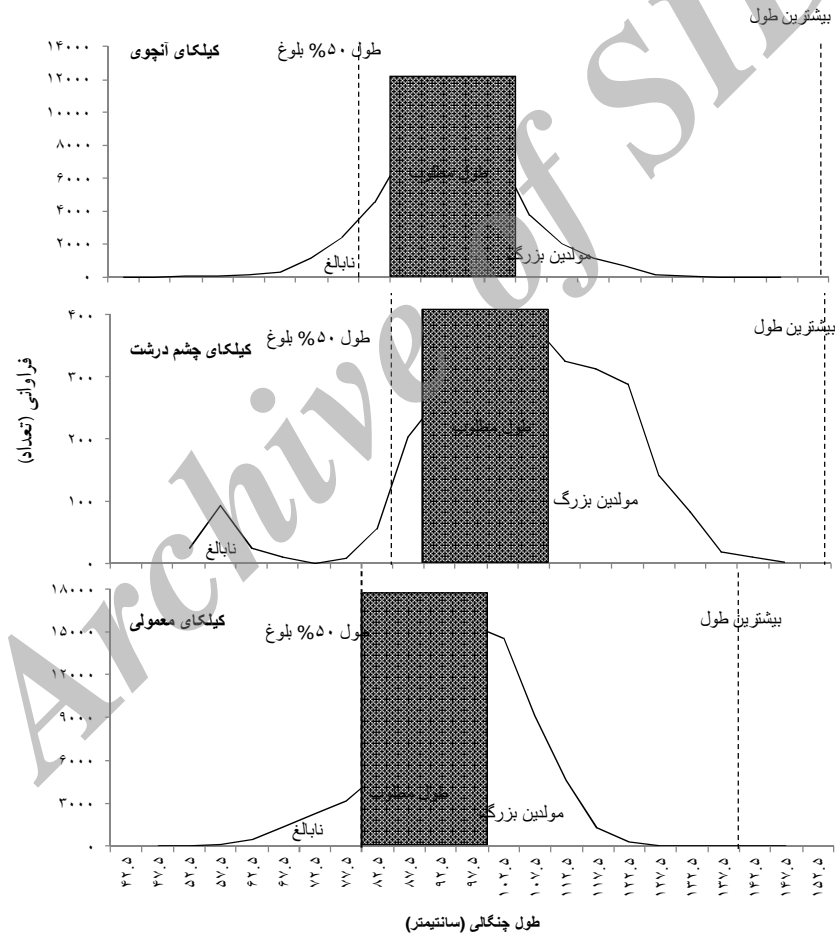 بیشترین طول
کیلکای آنچوی
طول ۵۰% بلوغ
۱۴۰۰۰
۱۲۰۰۰
۱۰۰۰۰
۸۰۰۰
۶۰۰۰
۴۰۰۰
۲۰۰۰
۰
طول مطلوب
نابالغ
مولدین بزرگ
بیشترین طول
طول ۵۰% بلوغ
کیلکای چشم درشت
۴۰۰
۳۰۰
۲۰۰
۱۰۰
۰
فراوانی (تعداد)
طول مطلوب
مولدین بزرگ
نابالغ
کیلکای معمولی
طول ۵۰% بلوغ
بیشترین طول
۱۸۰۰۰
۱۵۰۰۰
۱۲۰۰۰
۹۰۰۰
۶۰۰۰
۳۰۰۰
۰
طول مطلوب
مولدین بزرگ
نابالغ
۴۲.۵ ۴۷.۵ ۵۲.۵ ۵۷.۵ ۶۲.۵ ۶۷.۵ ۷۲.۵ ۷۷.۵ ۸۲.۵ ۸۷.۵ ۹۲.۵ ۹۷.۵ ۱۰۲.۵ ۱۰۷.۵ ۱۱۲.۵ ۱۱۷.۵ ۱۲۲.۵ ۱۲۷.۵ ۱۳۲.۵ ۱۳۷.۵ ۱۴۲.۵ ۱۴۷.۵ ۱۵۲.۵
طول چنگالی (سانتیمتر)
Archive of SID